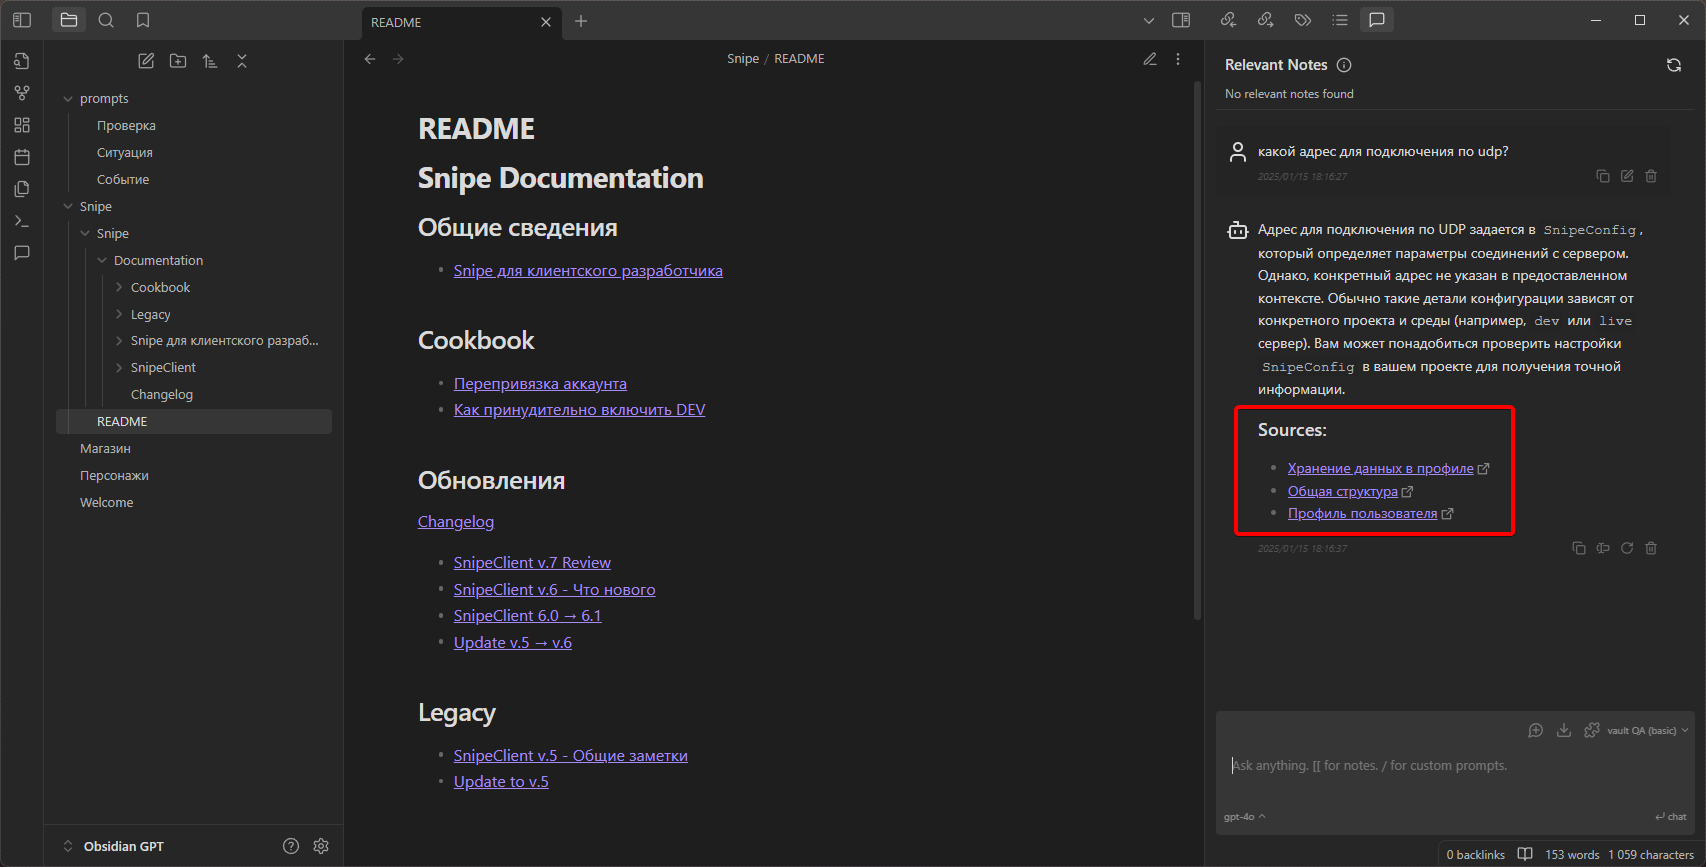 README
prompts
Проверка
Ситуация
Событие
Snipe
Snipe
Documentation
Cookbook
Legacy
Snipe для клиентского разраб...
SnipeClient
Changelog
README
Магазин
Персонажи
Welcome
Obsidian GPT
Snipe / README
README
Snipe Documentation
Общие сведения
Snipe для клиентского разработчика
Cookbook
Перепривязка аккаунта
Как принудительно включить DEV
Обновления
Changelog
SnipeClient v.7 Review
SnipeClient v.6 - Что нового
SnipeClient 6.0 → 6.1
Update v.5 → v.6
Legacy
SnipeClient v.5 - Общие заметки
Update to v.5
Relevant Notes
No relevant notes found
какой адрес для подключения по udp?
2025/01/15 18:16:27
Адрес для подключения по UDP задается в SnipeConfig,
который определяет параметры соединений с сервером.
Однако, конкретный адрес не указан в предоставленном
контексте. Обычно такие детали конфигурации зависят от
конкретного проекта и среды (например, dev или live
сервер). Вам может понадобиться проверить настройки
SnipeConfig в вашем проекте для получения точной
информации.
Sources:
Хранение данных в профиле
Общая структура
Профиль пользователя
2025/01/15 18:16:37
vault QA (basic)
Ask anything. [[ for notes. / for custom prompts.
gpt-4o
chat
0 backlinks 153 words 1 059 characters